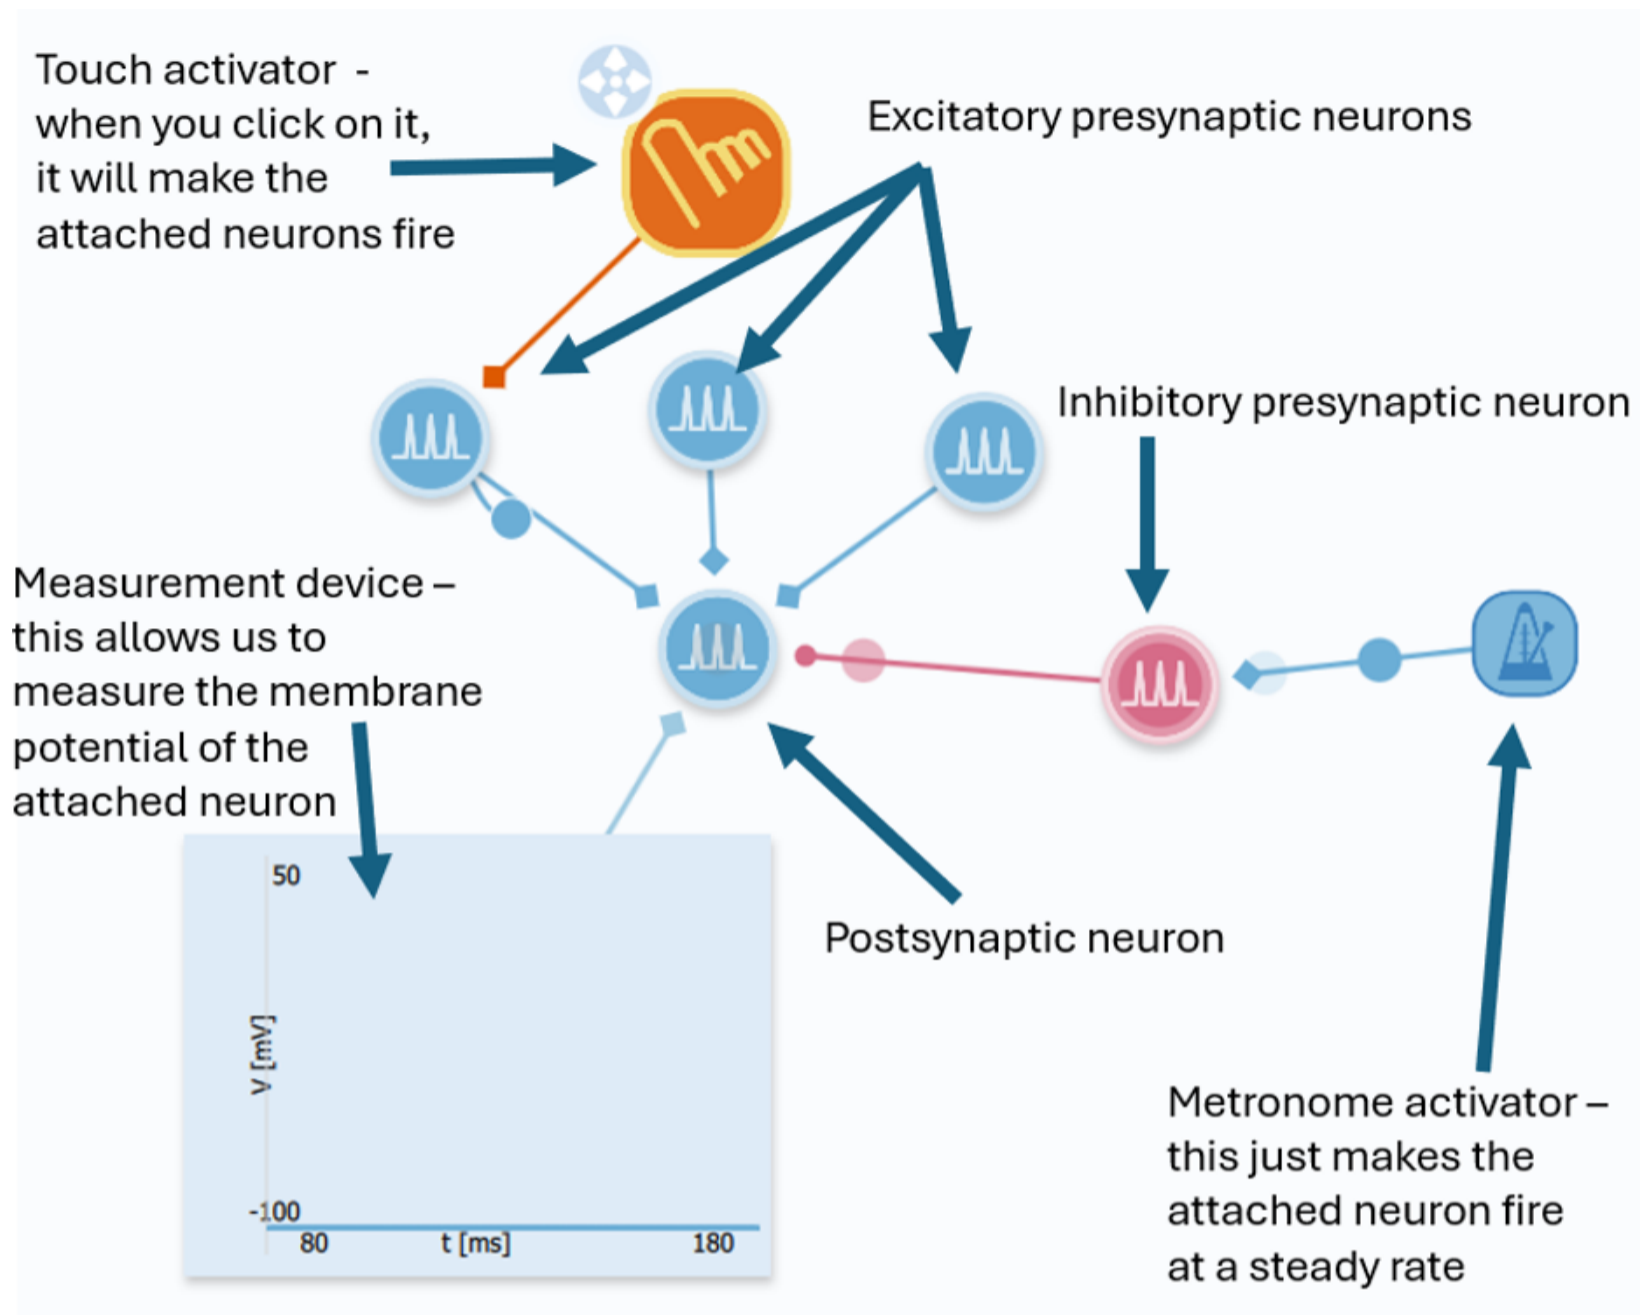 Touch activator -
when you click on it,
it will make the
attached neurons fire
Excitatory presynaptic neurons
Inhibitory presynaptic neuron
Measurement device –
this allows us to
measure the membrane
potential of the
attached neuron
50
V [mV]
-100
80
t [ms]
180
Postsynaptic neuron
Metronome activator –
this just makes the
attached neuron fire
at a steady rate